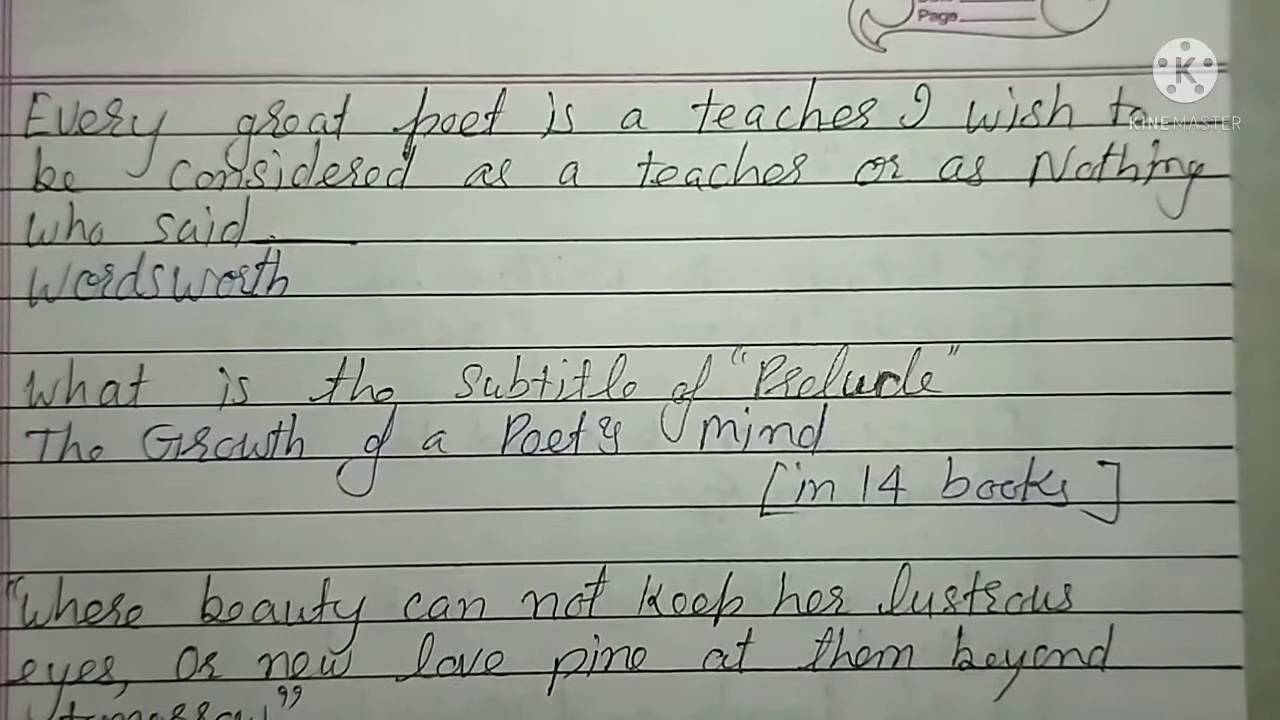 Page
KINEMASTER
Every great poet is a teacher I wish to
be considered as a teacher or as Nothing
who said
Wordsworth
What is the Subtitle of "Prelude"
The Growth of a Poet's mind
[in 14 books]
"Where beauty can not keep her lustrous
eyes, Or new love pine at them beyond